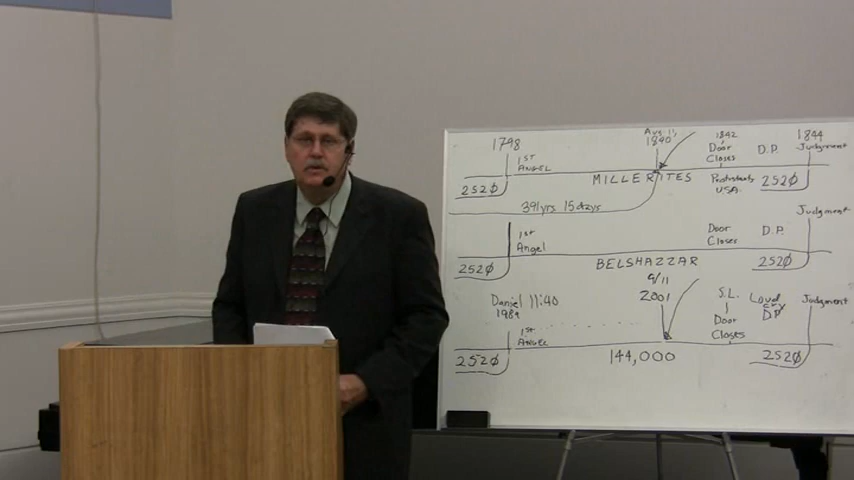 1798 Aug. 11, 1842 1844
1840 Door D.P. Judgment
1ST Closes
ANGEL
2520 MILLERITES Protestants 2520
USA.
391yrs 15days
Judgment
1st Door D.P.
Angel Closes
2520 BELSHAZZAR 2520
9/11
Daniel 11:40 2001 S.L. Loud Judgment
1989 Cry
DP
1ST Door
ANGEL Closes
2520 144,000 2520